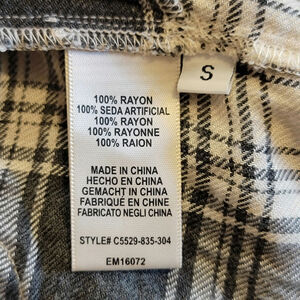 S
100% RAYON
100% SEDA ARTIFICIAL
100% RAYON
100% RAYONNE
100% RAION
MADE IN CHINA
HECHO EN CHINA
GEMACHT IN CHINA
FABRIQUÉ EN CHINE
FABRICATO NEGLI CHINA
STYLE# C5529-835-304
EM16072